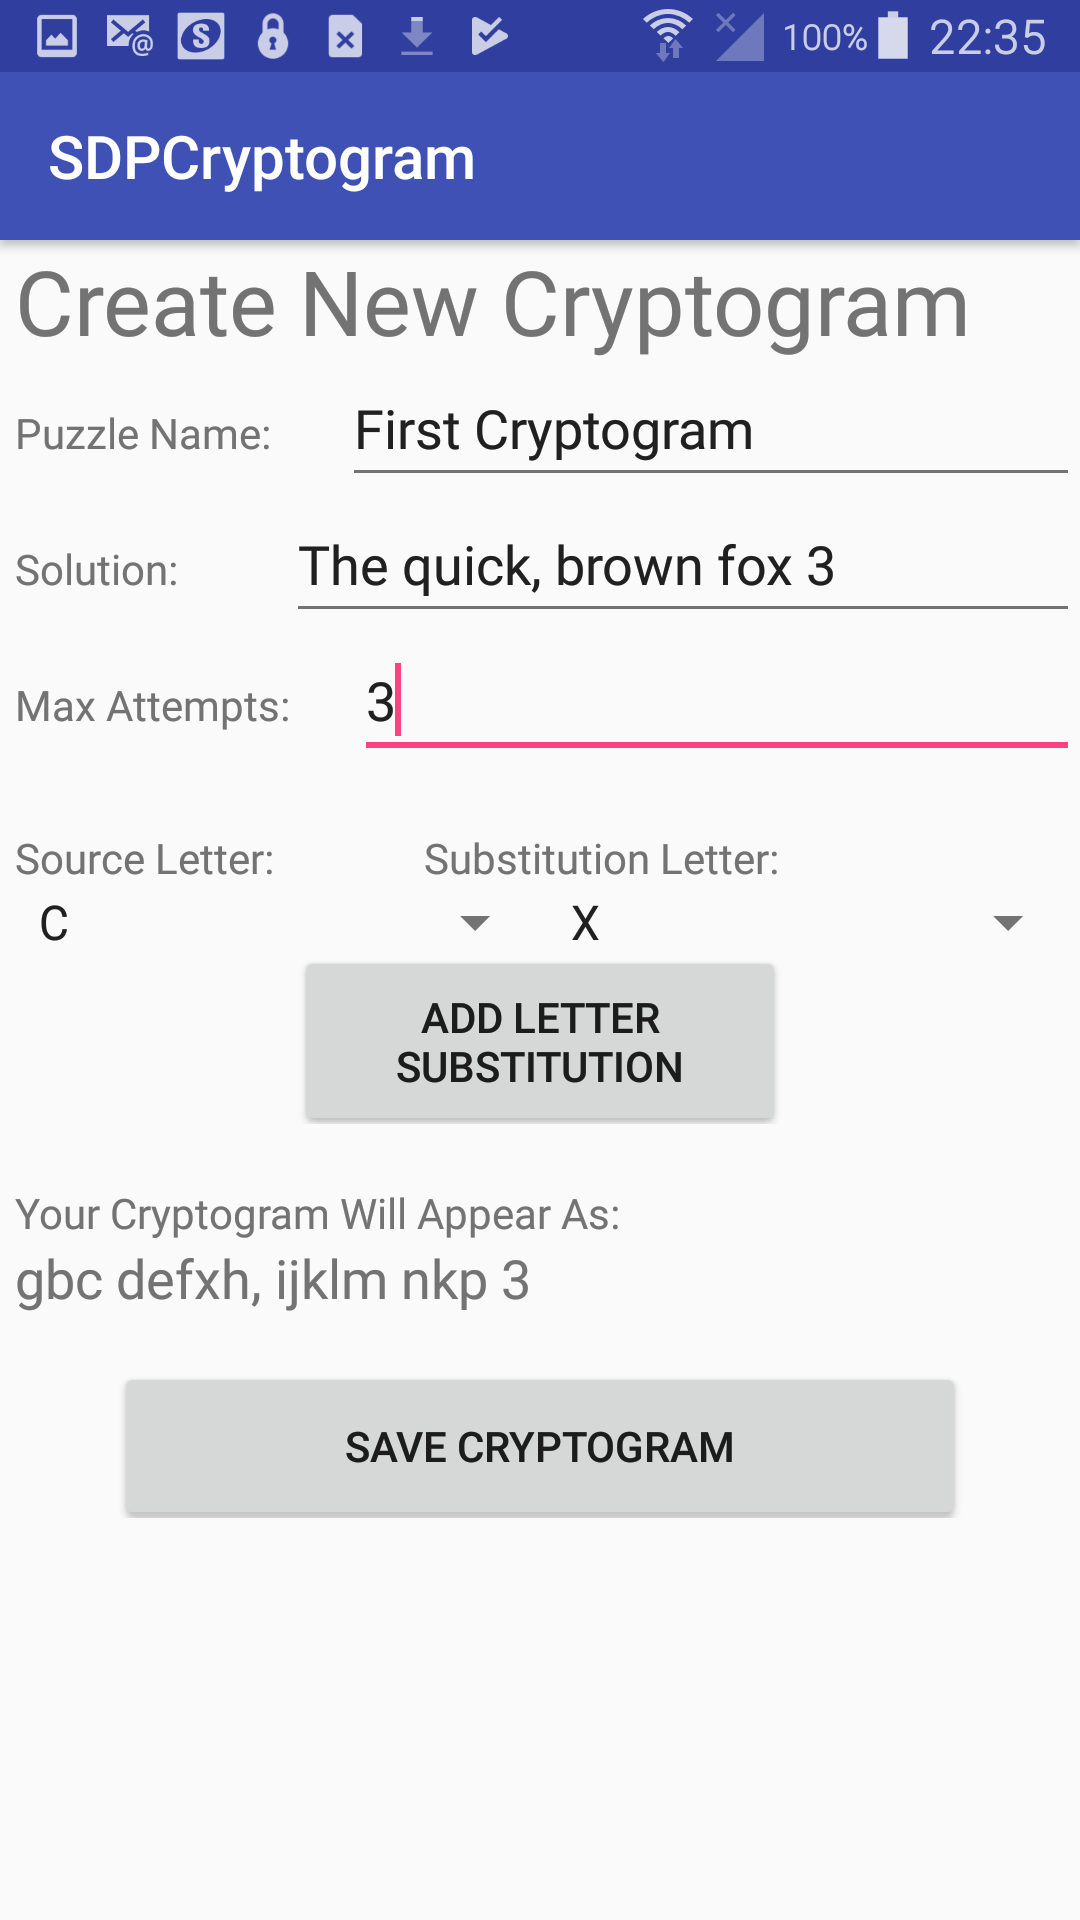 100% 22:35
SDPCryptogram
Create New Cryptogram
Puzzle Name: First Cryptogram
Solution: The quick, brown fox 3
Max Attempts: 3
Source Letter: Substitution Letter:
C X
ADD LETTER
SUBSTITUTION
Your Cryptogram Will Appear As:
gbc defxh, ijklm nkp 3
SAVE CRYPTOGRAM